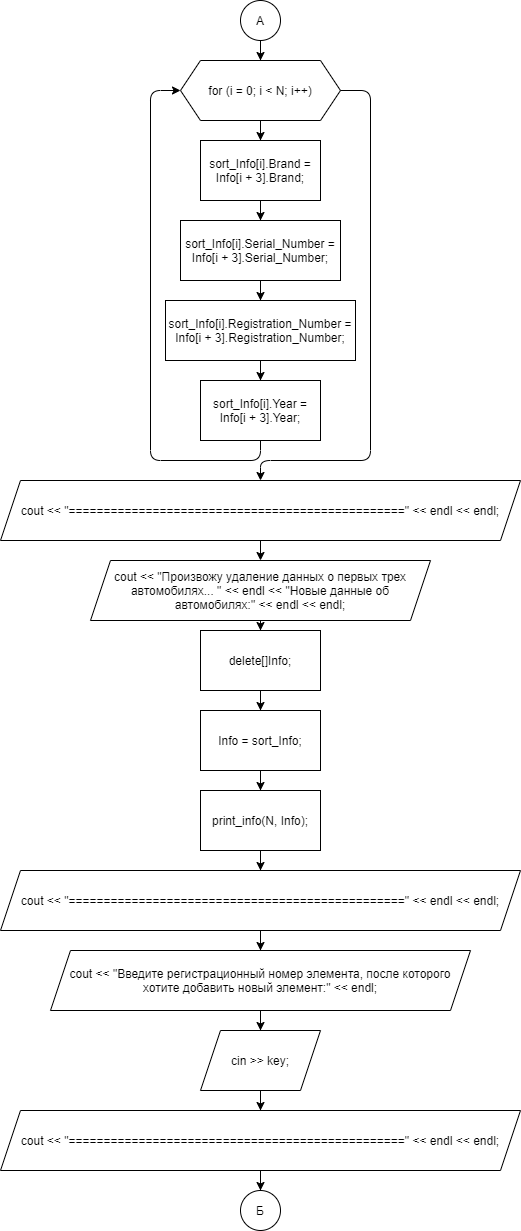 А
for (i = 0; i < N; i++)
sort_Info[i].Brand =
Info[i + 3].Brand;
sort_Info[i].Serial_Number =
Info[i + 3].Serial_Number;
sort_Info[i].Registration_Number =
Info[i + 3].Registration_Number;
sort_Info[i].Year =
Info[i + 3].Year;
cout << "================================================" << endl << endl;
cout << "Произвожу удаление данных о первых трех
автомобилях... " << endl << "Новые данные об
автомобилях:" << endl << endl;
delete[]Info;
Info = sort_Info;
print_info(N, Info);
cout << "================================================" << endl << endl;
cout << "Введите регистрационный номер элемента, после которого
хотите добавить новый элемент:" << endl;
cin >> key;
cout << "================================================" << endl << endl;
Б